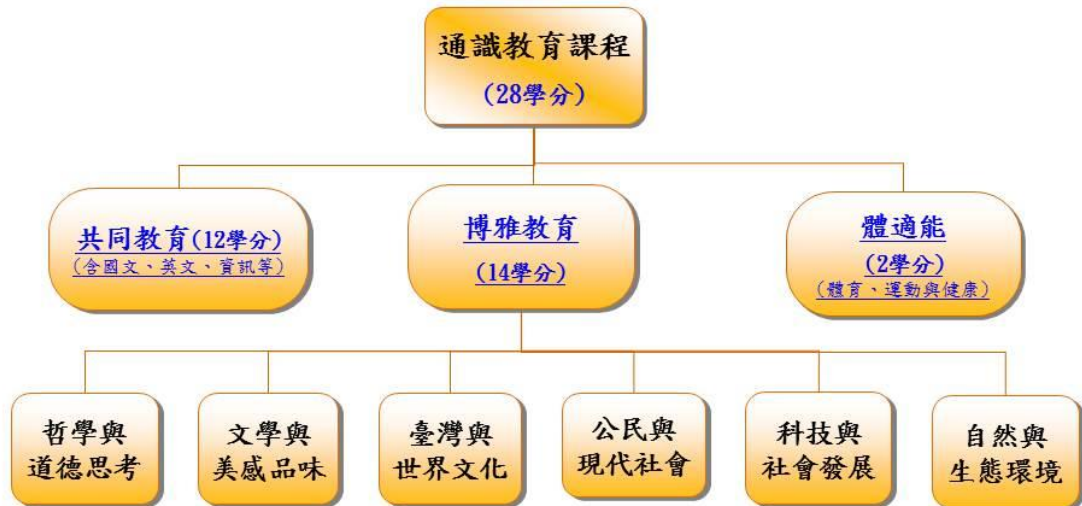 通識教育課程
(28學分)
共同教育(12學分)
(含國文、英文、資訊等)
博雅教育
(14學分)
體適能
(2學分)
(體育、運動與健康)
哲學與
道德思考
文學與
美感品味
臺灣與
世界文化
公民與
現代社會
科技與
社會發展
自然與
生態環境